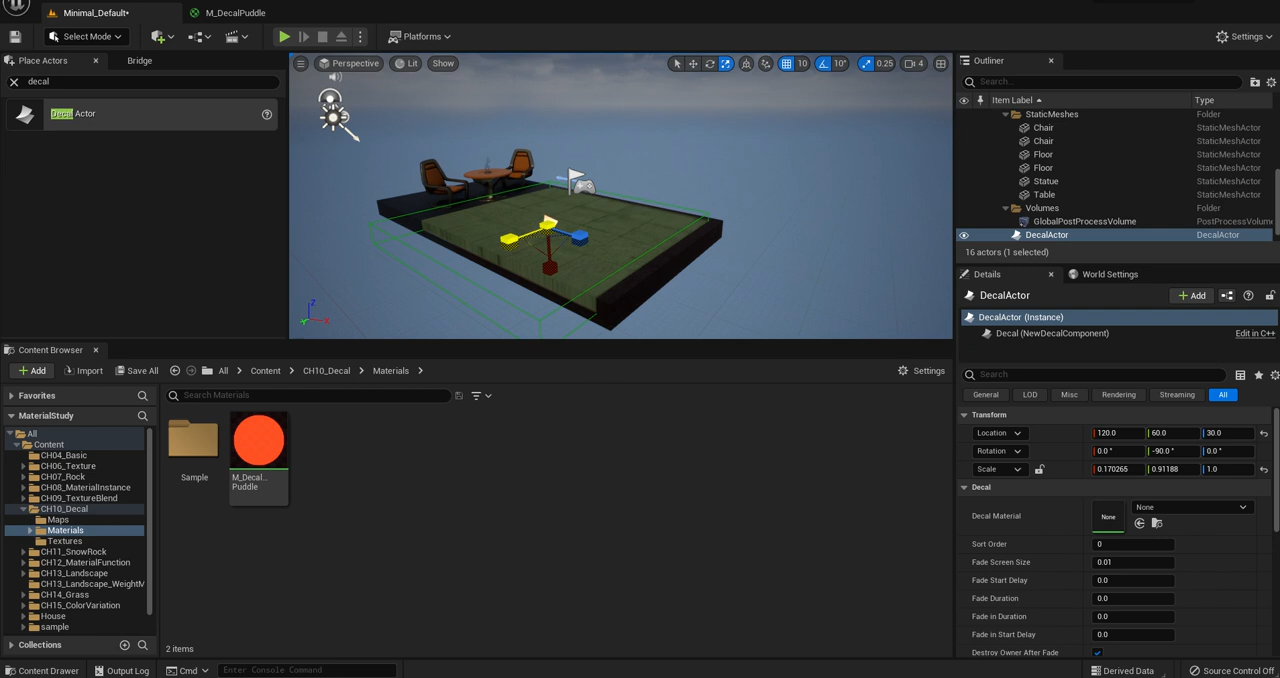 Minimal_Default•
M_DecalPuddle
Select Mode
Platforms
Settings
Place Actors
Bridge
decal
Decal Actor
Perspective
Lit
Show
10
10°
0.25
4
Z
X
Y
Outliner
Search...
Item Label
Type
StaticMeshes Folder
Chair StaticMeshActor
Chair StaticMeshActor
Floor StaticMeshActor
Floor StaticMeshActor
Statue StaticMeshActor
Table StaticMeshActor
Volumes Folder
GlobalPostProcessVolume PostProcessVolum
DecalActor DecalActor
16 actors (1 selected)
Details
World Settings
DecalActor
Add
DecalActor (Instance)
Decal (NewDecalComponent)
Edit in C++
Search
General LOD Misc Rendering Streaming All
Transform
Location 120.0 60.0 30.0
Rotation 0.0 ° -90.0 ° 0.0 °
Scale 0.170265 0.91188 1.0
Decal
Decal Material None None
Sort Order 0
Fade Screen Size 0.01
Fade Start Delay 0.0
Fade Duration 0.0
Fade in Duration 0.0
Fade in Start Delay 0.0
Destroy Owner After Fade
Content Browser
Add
Import
Save All
All
Content
CH10_Decal
Materials
Settings
Favorites
MaterialStudy
All
Content
CH04_Basic
CH06_Texture
CH07_Rock
CH08_MaterialInstance
CH09_TextureBlend
CH10_Decal
Maps
Materials
Textures
CH11_SnowRock
CH12_MaterialFunction
CH13_Landscape
CH13_Landscape_WeightM
CH14_Grass
CH15_ColorVariation
House
sample
Collections
Search Materials
Sample
M_Decal...
Puddle
2 items
Content Drawer
Output Log
Cmd
Enter Console Command
Derived Data
Source Control Off